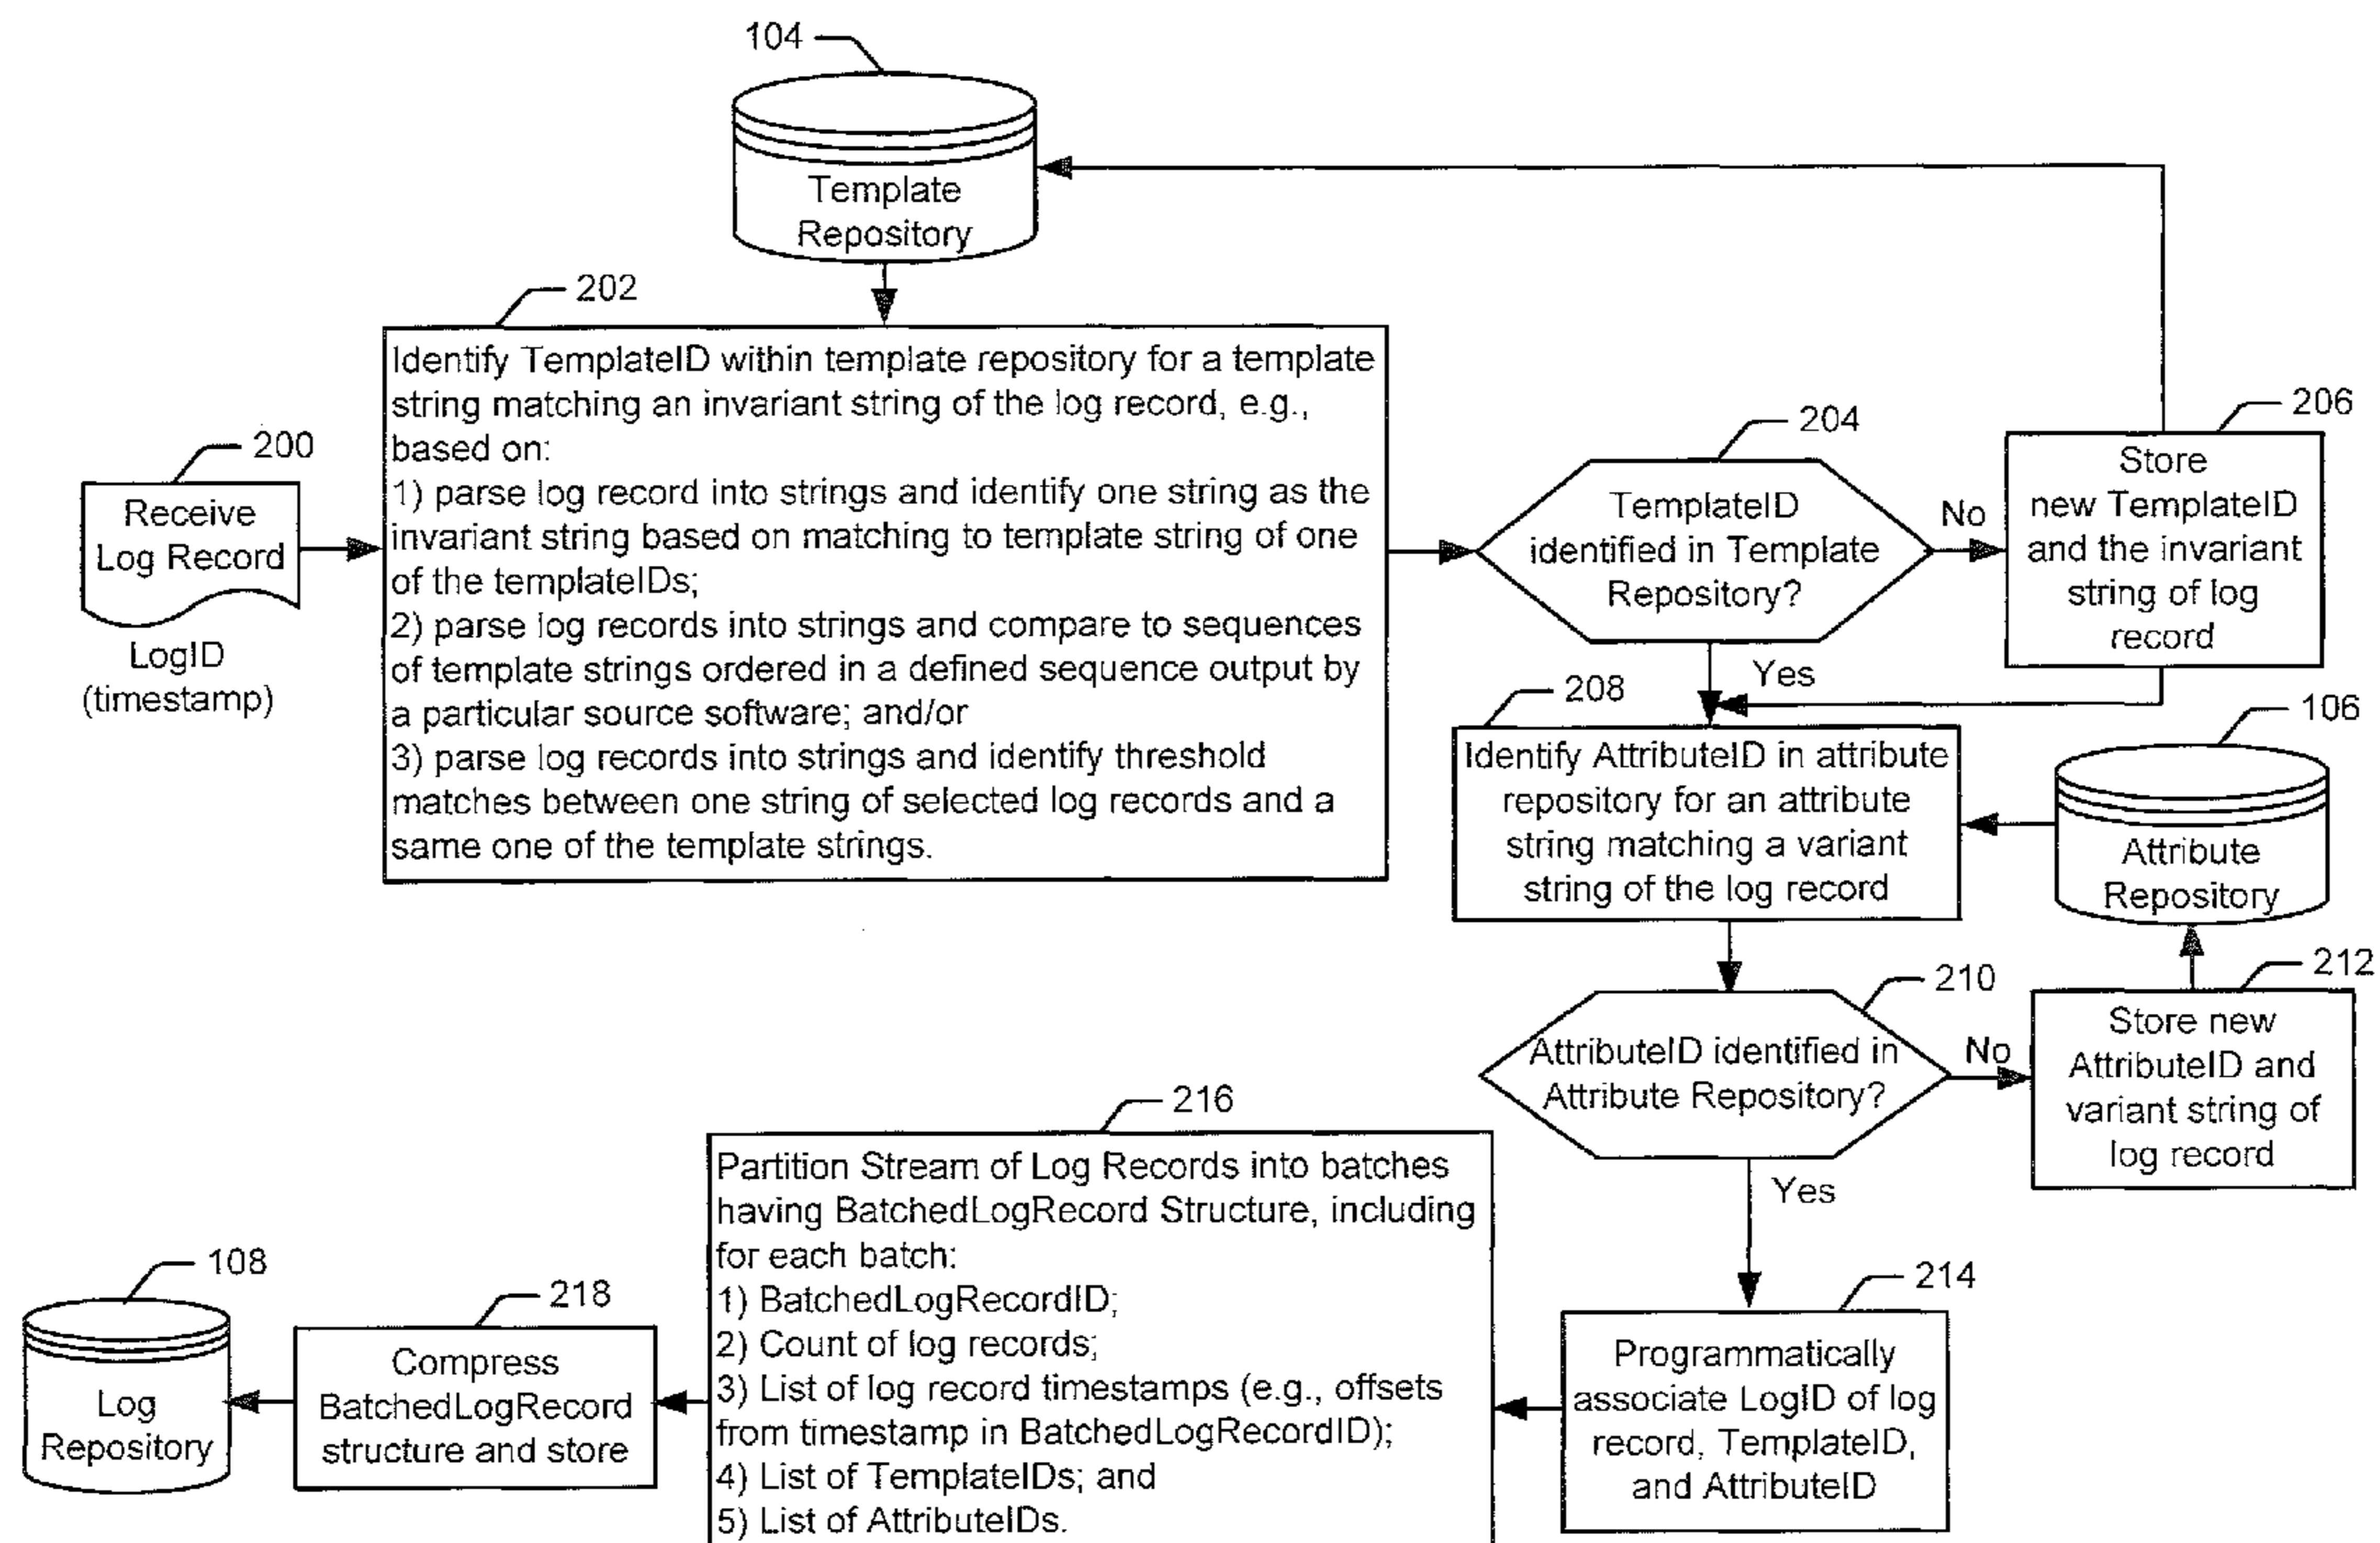 104
Template
Repository
202
Identify TemplateID within template repository for a template
string matching an invariant string of the log record, e.g.,
based on:
1) parse log record into strings and identify one string as the
invariant string based on matching to template string of one
of the templateIDs;
2) parse log records into strings and compare to sequences
of template strings ordered in a defined sequence output by
a particular source software; and/or
3) parse log records into strings and identify threshold
matches between one string of selected log records and a
same one of the template strings.
200
Receive
Log Record
LogID
(timestamp)
204
TemplateID
identified in Template
Repository?
No
Yes
206
Store
new TemplateID
and the invariant
string of log
record
208
Identify AttributeID in attribute
repository for an attribute
string matching a variant
string of the log record
106
Attribute
Repository
210
AttributeID identified in
Attribute Repository?
No
Yes
212
Store new
AttributeID and
variant string of
log record
214
Programmatically
associate LogID of log
record, TemplateID,
and AttributeID
216
Partition Stream of Log Records into batches
having BatchedLogRecord Structure, including
for each batch:
1) BatchedLogRecordID;
2) Count of log records;
3) List of log record timestamps (e.g., offsets
from timestamp in BatchedLogRecordID);
4) List of TemplateIDs; and
5) List of AttributeIDs.
218
Compress
BatchedLogRecord
structure and store
108
Log
Repository